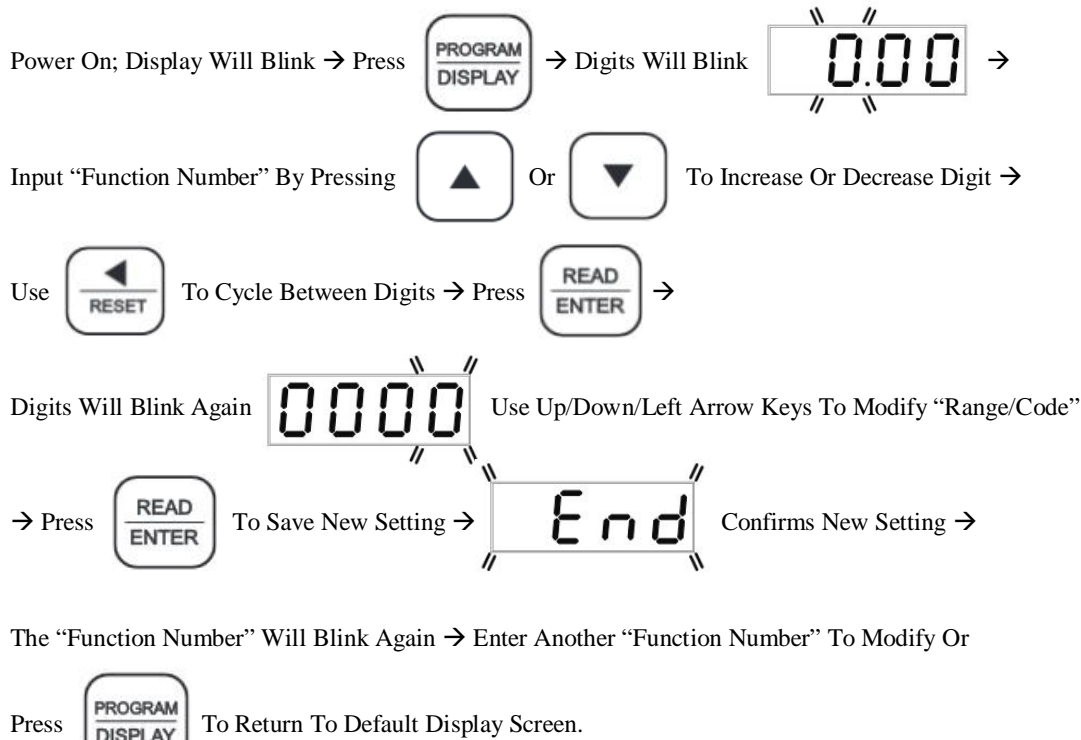 Power On; Display Will Blink → Press PROGRAM DISPLAY → Digits Will Blink 0.00 →
Input “Function Number” By Pressing ▲ Or ▼ To Increase Or Decrease Digit →
Use ◀ RESET To Cycle Between Digits → Press READ ENTER →
Digits Will Blink Again 0000 Use Up/Down/Left Arrow Keys To Modify “Range/Code”
→ Press READ ENTER To Save New Setting → End Confirms New Setting →
The “Function Number” Will Blink Again → Enter Another “Function Number” To Modify Or
Press PROGRAM DISPLAY To Return To Default Display Screen.